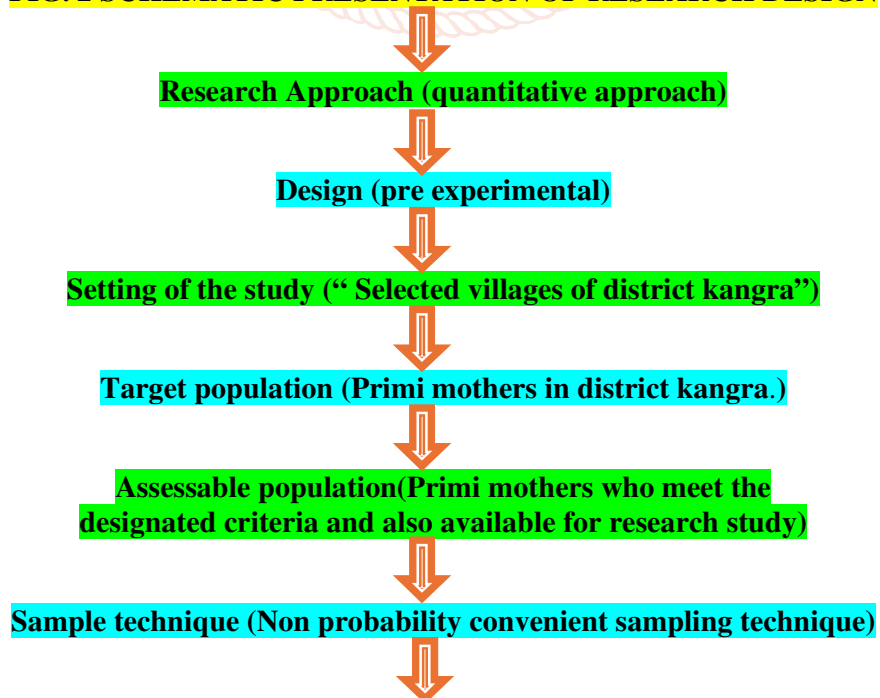 Research Approach (quantitative approach)
Design (pre experimental)
Setting of the study (“ Selected villages of district kangra”)
Target population (Primi mothers in district kangra.)
Assessable population(Primi mothers who meet the
designated criteria and also available for research study)
Sample technique (Non probability convenient sampling technique)